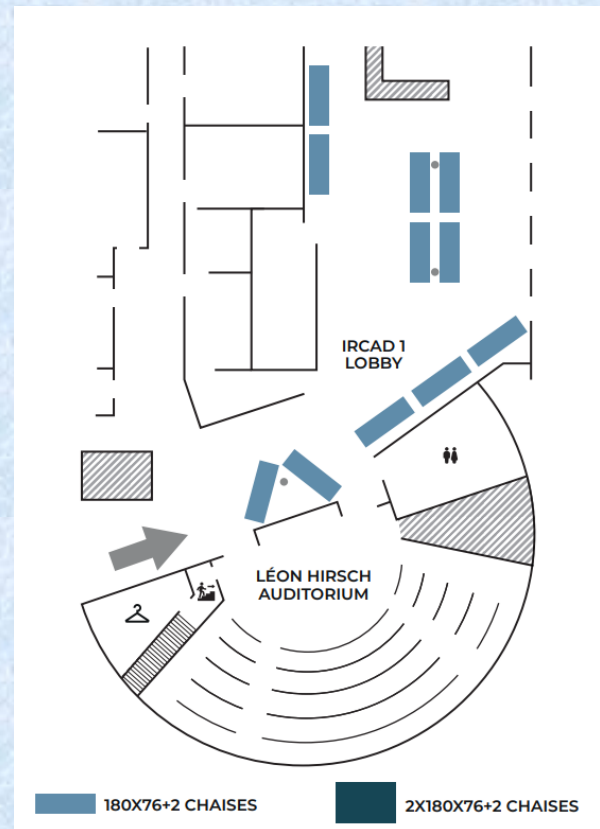 IRCAD 1
LOBBY
LÉON HIRSCH
AUDITORIUM
180X76+2 CHAISES
2X180X76+2 CHAISES